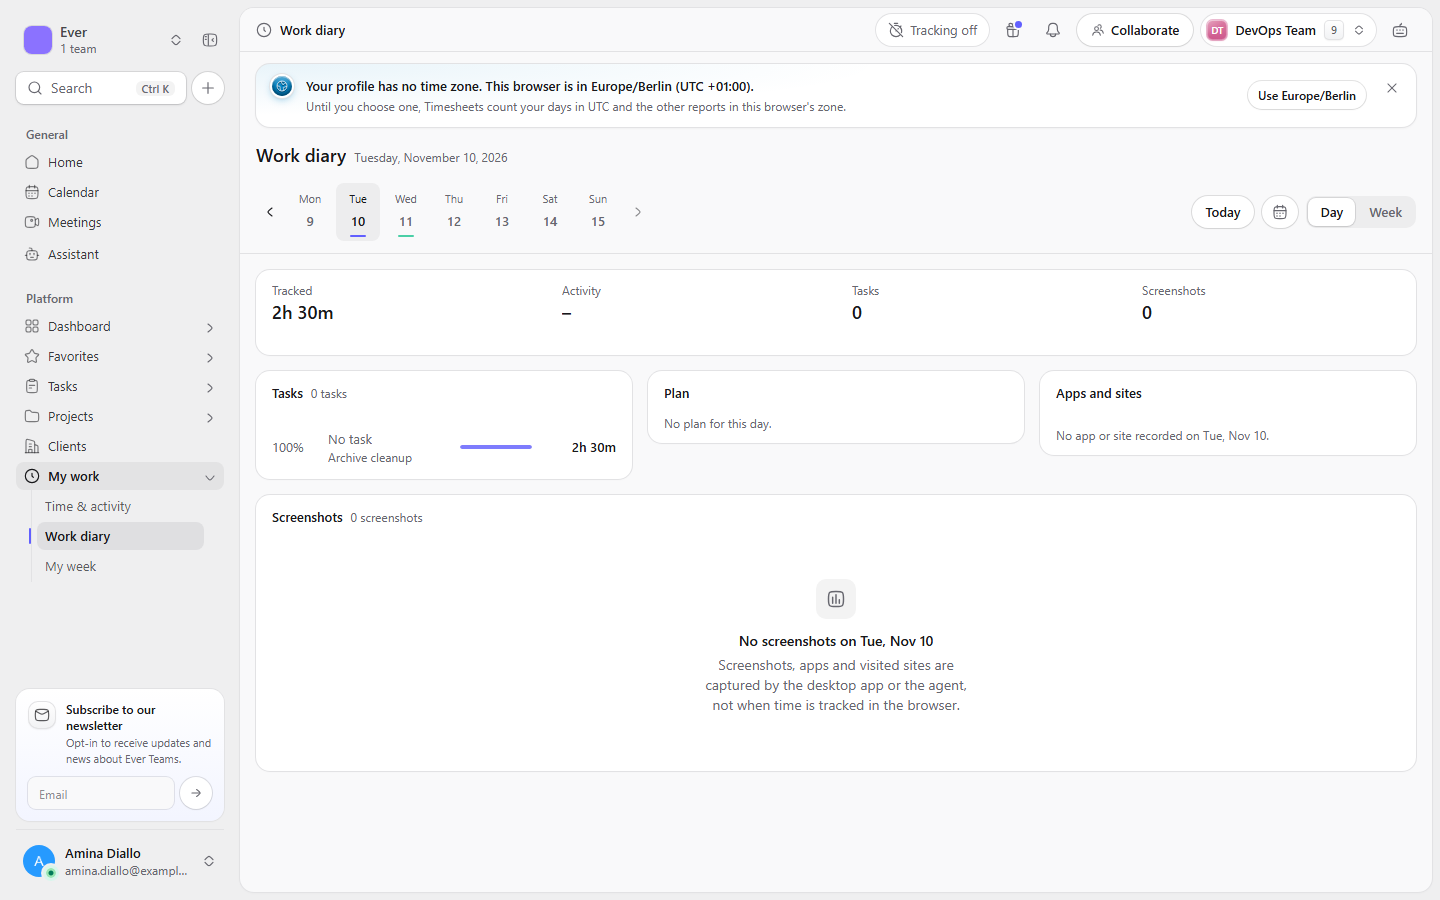 Ever
1 team
Search
Ctrl K
General
Home
Calendar
Meetings
Assistant
Platform
Dashboard
Favorites
Tasks
Projects
Clients
My work
Time & activity
Work diary
My week
Subscribe to our
newsletter
Opt-in to receive updates and
news about Ever Teams.
Email
A
Amina Diallo
amina.diallo@exampl...
Work diary
Tracking off
Collaborate
DT
DevOps Team
9
Your profile has no time zone. This browser is in Europe/Berlin (UTC +01:00).
Until you choose one, Timesheets count your days in UTC and the other reports in this browser's zone.
Use Europe/Berlin
Work diary Tuesday, November 10, 2026
Mon Tue Wed Thu Fri Sat Sun
9 10 11 12 13 14 15
Today
Day
Week
Tracked
2h 30m
Activity
–
Tasks
0
Screenshots
0
Tasks 0 tasks
100%
No task
Archive cleanup
2h 30m
Plan
No plan for this day.
Apps and sites
No app or site recorded on Tue, Nov 10.
Screenshots 0 screenshots
No screenshots on Tue, Nov 10
Screenshots, apps and visited sites are
captured by the desktop app or the agent,
not when time is tracked in the browser.